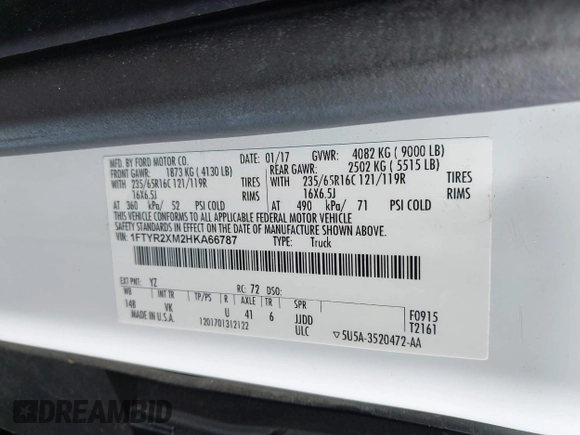 MFD. BY FORD MOTOR CO.
DATE: 01/17 GVWR: 4082 KG ( 9000 LB)
FRONT GAWR: 1873 KG ( 4130 LB) REAR GAWR: 2502 KG ( 5515 LB)
235/65R16C 121/119R TIRES 235/65R16C 121/119R TIRES
16X6.5J RIMS 16X6.5J RIMS
AT 360 kPa/ 52 PSI COLD AT 490 kPa/ 71 PSI COLD
THIS VEHICLE CONFORMS TO ALL APPLICABLE FEDERAL MOTOR VEHICLE
SAFETY STANDARDS IN EFFECT ON THE DATE OF MANUFACTURE SHOWN ABOVE.
VIN: 1FTYR2XM2HKA66787 TYPE: Truck
EXT PNT: YZ RC: 72 DSO:
WB INT TR TP/PS R AXLE TR SPR
148 VK U 41 6 JJDD F0915
MADE IN U.S.A. 1201701312122 ULC T2161
▽5U5A-3520472-AA
DREAMBID